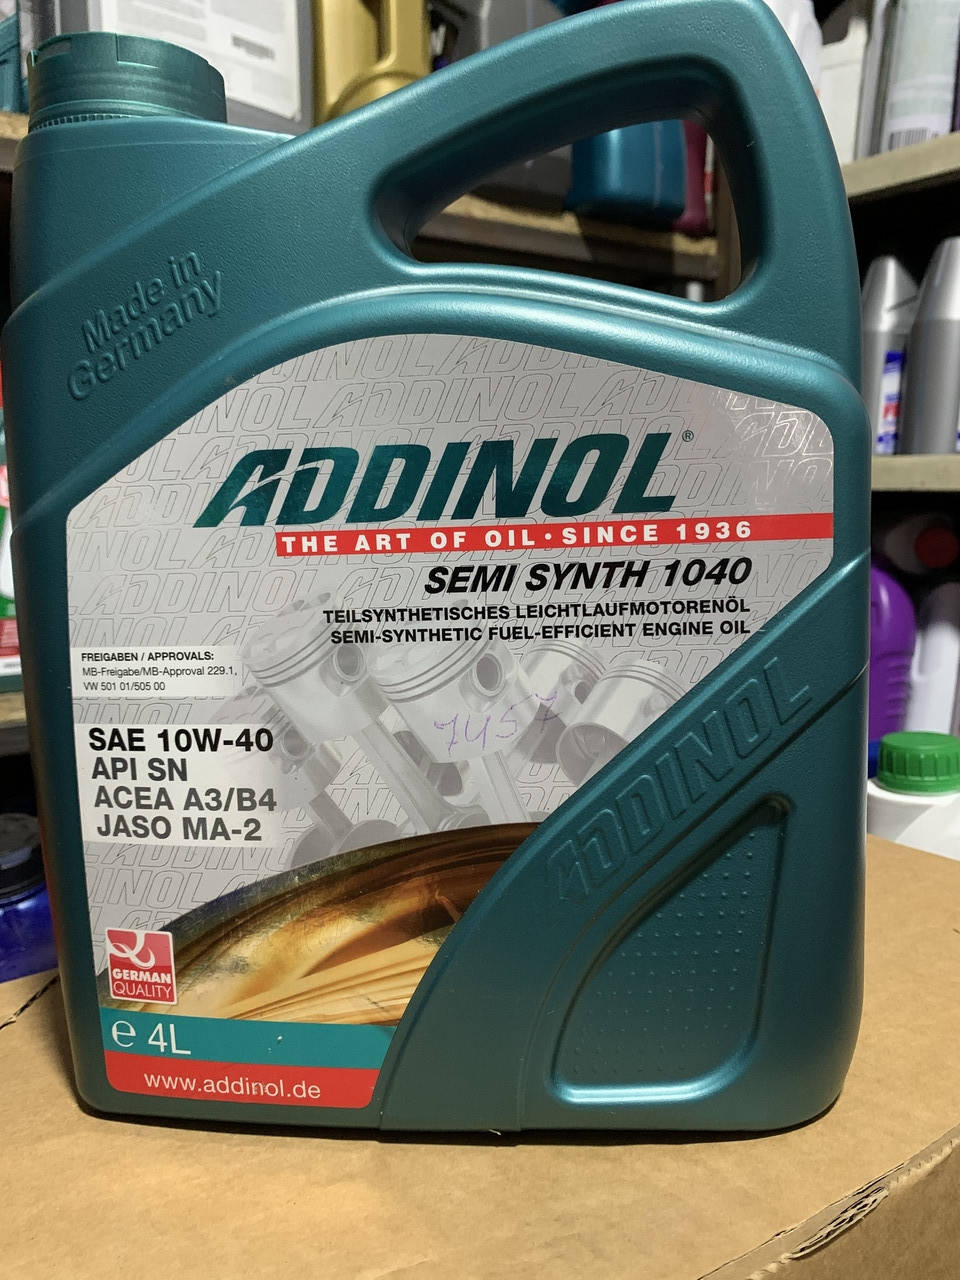 Made in
Germany
ADDINOL®
THE ART OF OIL · SINCE 1936
SEMI SYNTH 1040
TEILSYNTHETISCHES LEICHTLAUFMOTORENÖL
SEMI-SYNTHETIC FUEL-EFFICIENT ENGINE OIL
FREIGABEN / APPROVALS:
MB-Freigabe/MB-Approval 229.1,
VW 501 01/505 00
7457
SAE 10W-40
API SN
ACEA A3/B4
JASO MA-2
ADDINOL
GERMAN
QUALITY
e 4L
www.addinol.de